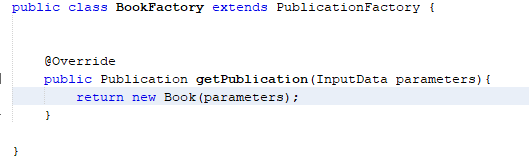 public class BookFactory extends PublicationFactory {
@Override
public Publication getPublication(InputData parameters){
return new Book(parameters);
}
}